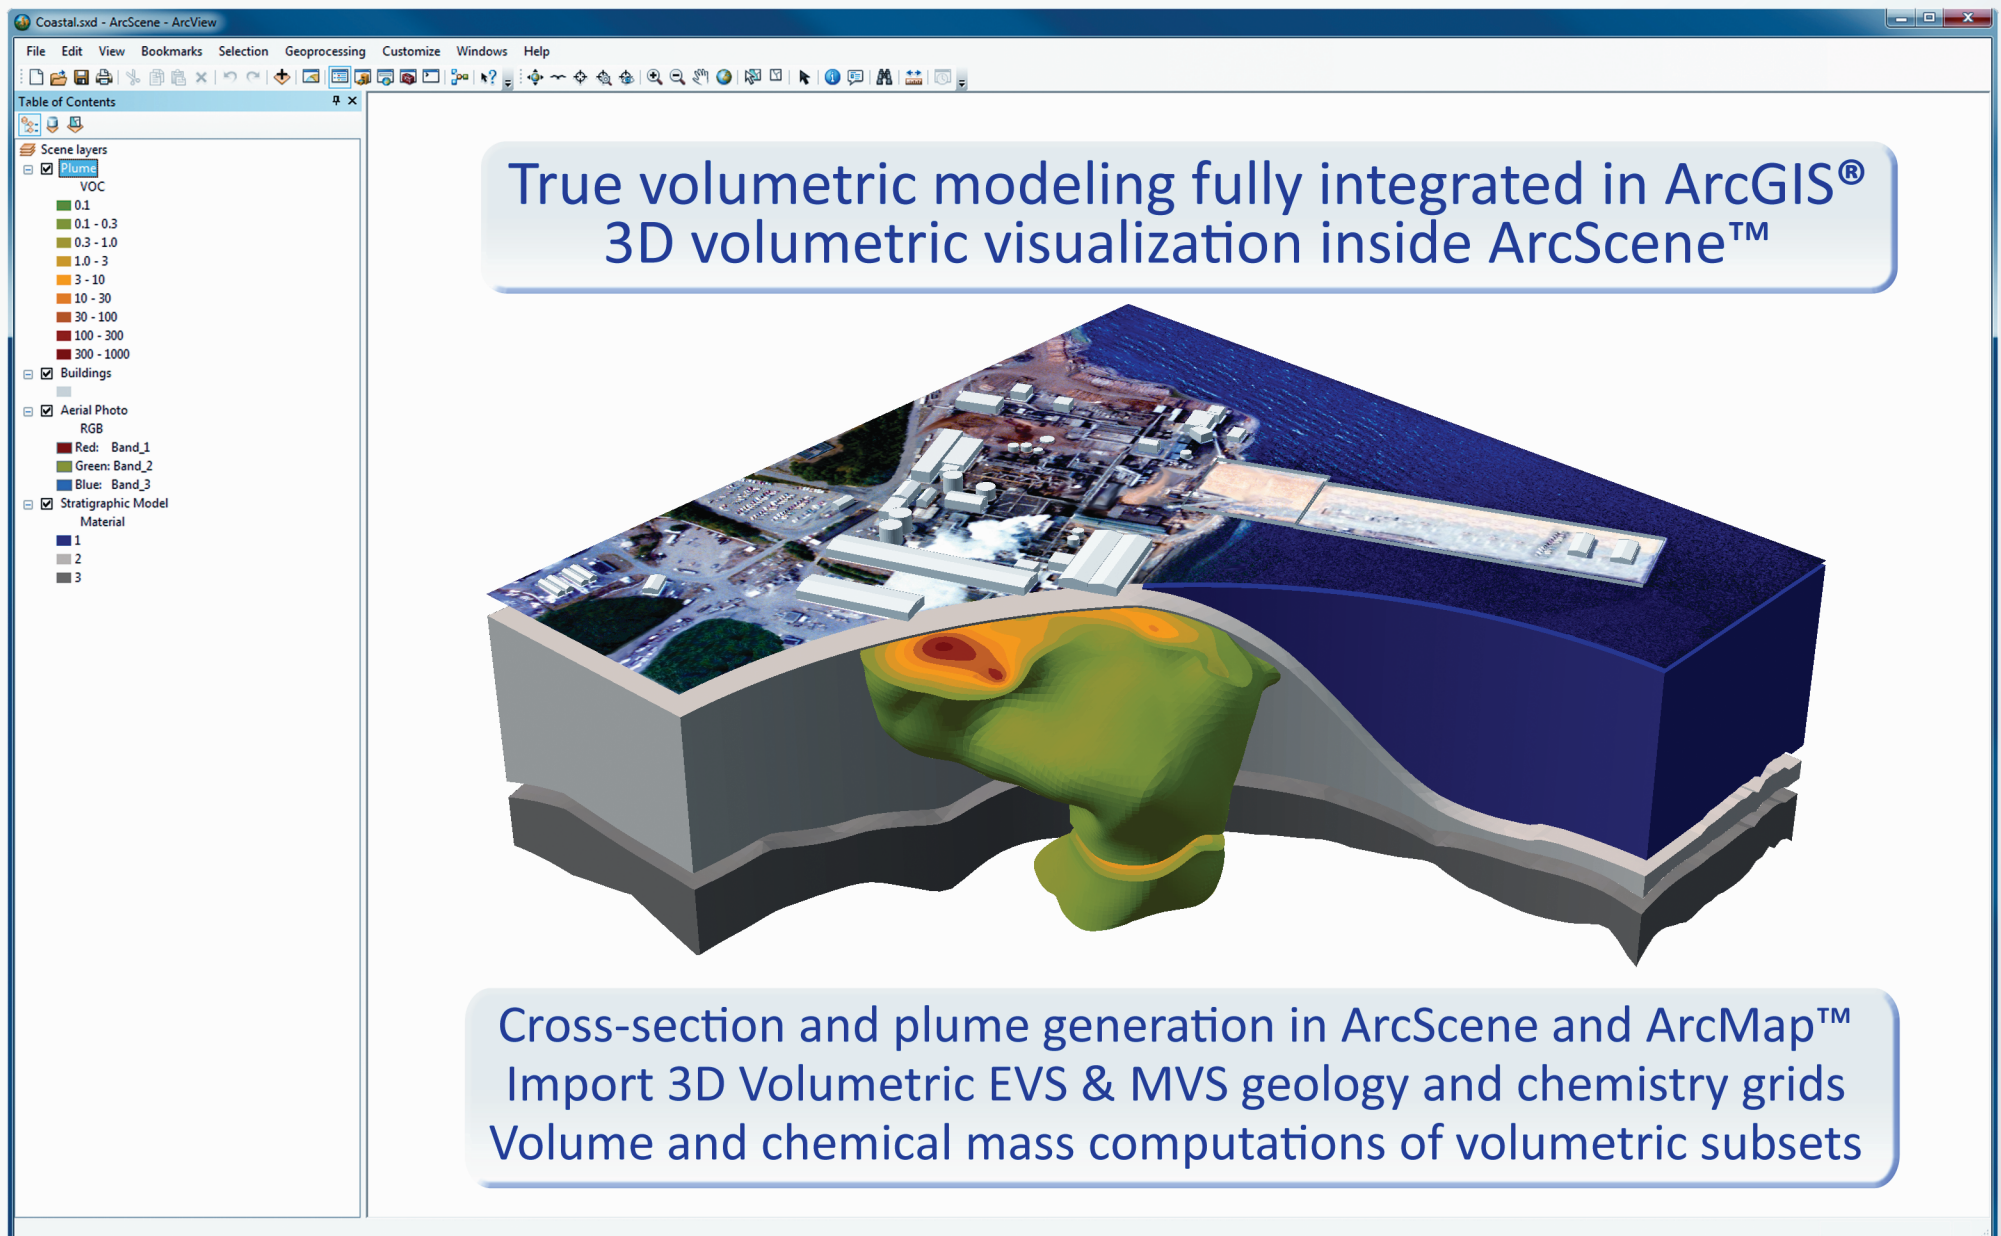 Coastal.sxd - ArcScene - ArcView
File Edit View Bookmarks Selection Geoprocessing Customize Windows Help
Table of Contents
Scene layers
Plume
VOC
0.1
0.1 - 0.3
0.3 - 1.0
1.0 - 3
3 - 10
10 - 30
30 - 100
100 - 300
300 - 1000
Buildings
Aerial Photo
RGB
Red: Band_1
Green: Band_2
Blue: Band_3
Stratigraphic Model
Material
1
2
3
True volumetric modeling fully integrated in ArcGIS®
3D volumetric visualization inside ArcScene™
Cross-section and plume generation in ArcScene and ArcMap™
Import 3D Volumetric EVS & MVS geology and chemistry grids
Volume and chemical mass computations of volumetric subsets